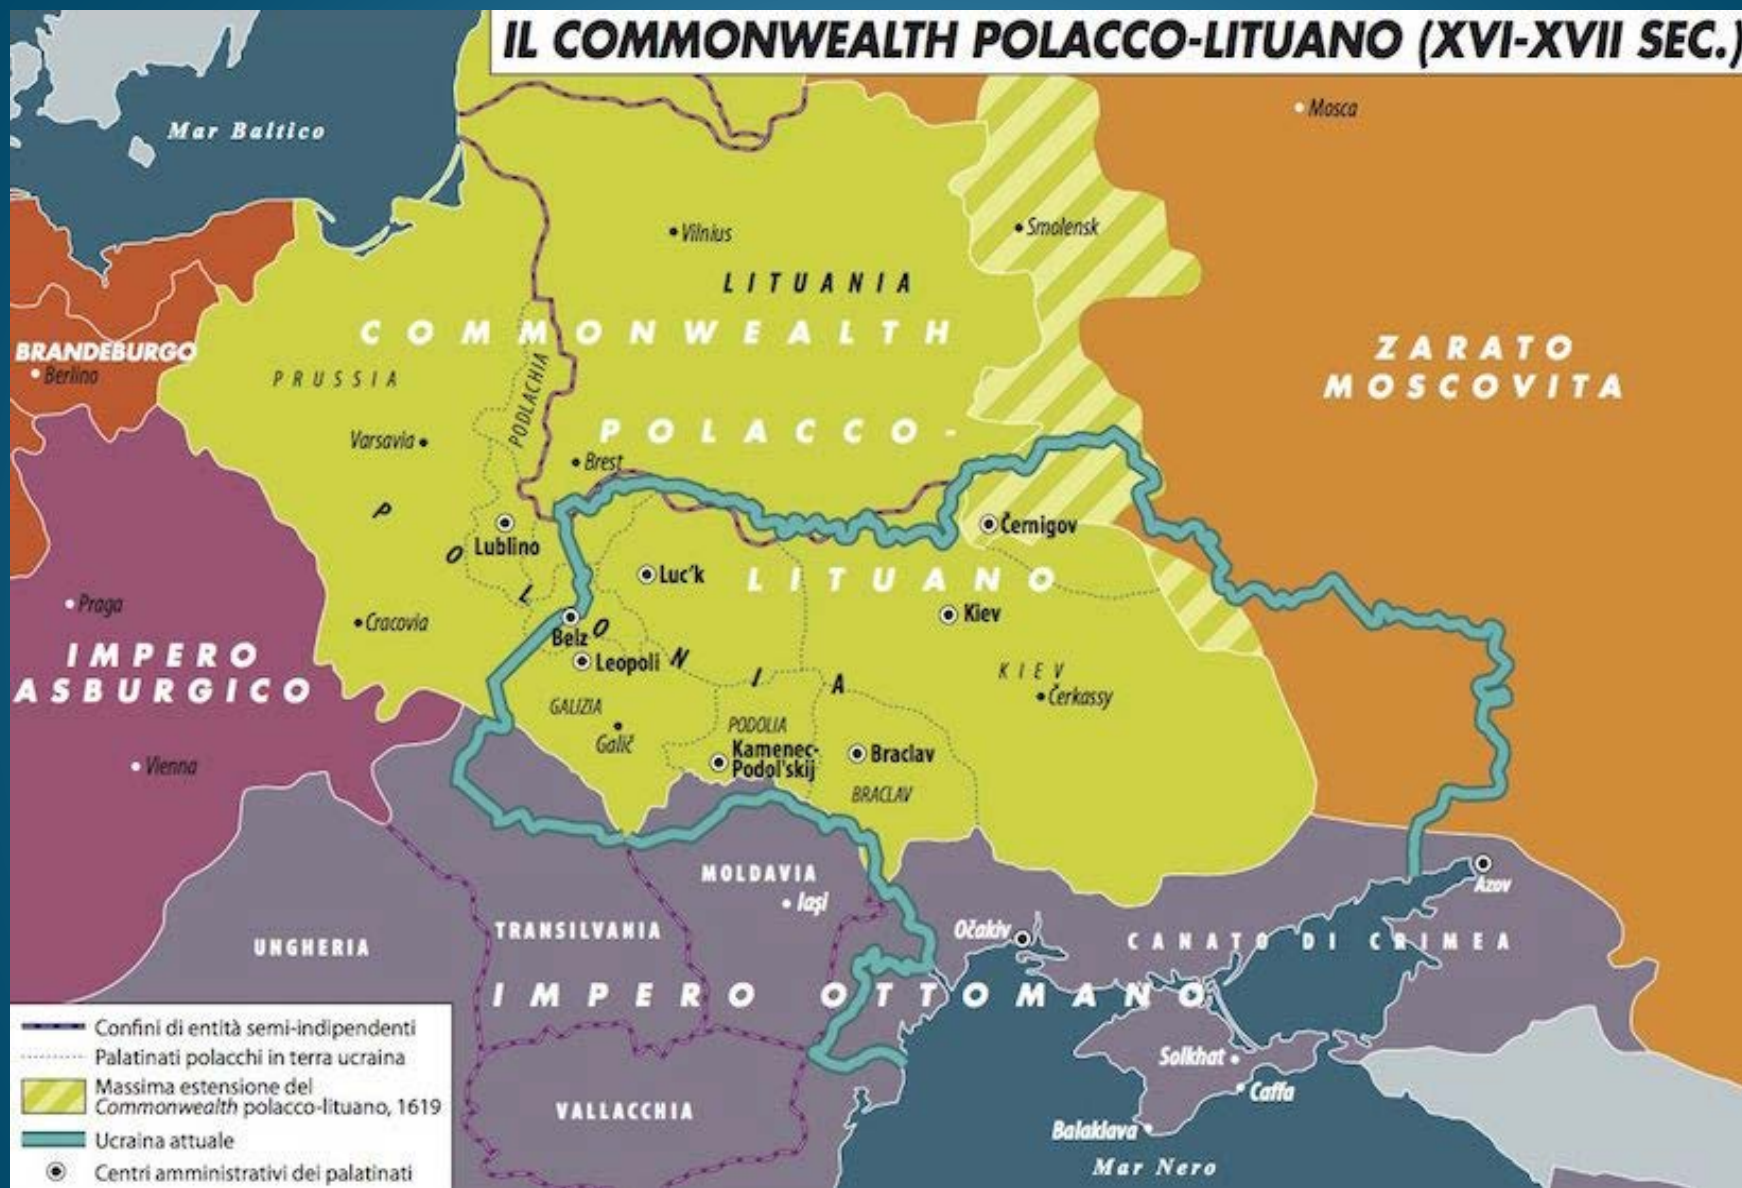 IL COMMONWEALTH POLACCO-LITUANO (XVI-XVII SEC.)
Mar Baltico
Mosca
Vilnius
Smolensk
LITUANIA
COMMONWEALTH
BRANDEBURGO
Berlino
PRUSSIA
PODLACHIA
ZARATO
MOSCOVITA
Varsavia
POLACCO-
Brest
POLONIA
Lublino
Černigov
Luc'k
LITUANO
Praga
Cracovia
Belz
Kiev
Leopoli
IMPERO
ASBURGICO
KIEV
Čerkassy
GALIZIA
Galič
PODOLIA
Kamenec-
Podol'skij
Braclav
BRACLAV
Vienna
MOLDAVIA
Iaşi
Azov
TRANSILVANIA
UNGHERIA
Očakiv
CANATO DI CRIMEA
IMPERO OTTOMANO
Solkhat
Caffa
VALLACCHIA
Balaklava
Mar Nero
Confini di entità semi-indipendenti
Palatinati polacchi in terra ucraina
Massima estensione del
Commonwealth polacco-lituano, 1619
Ucraina attuale
Centri amministrativi dei palatinati